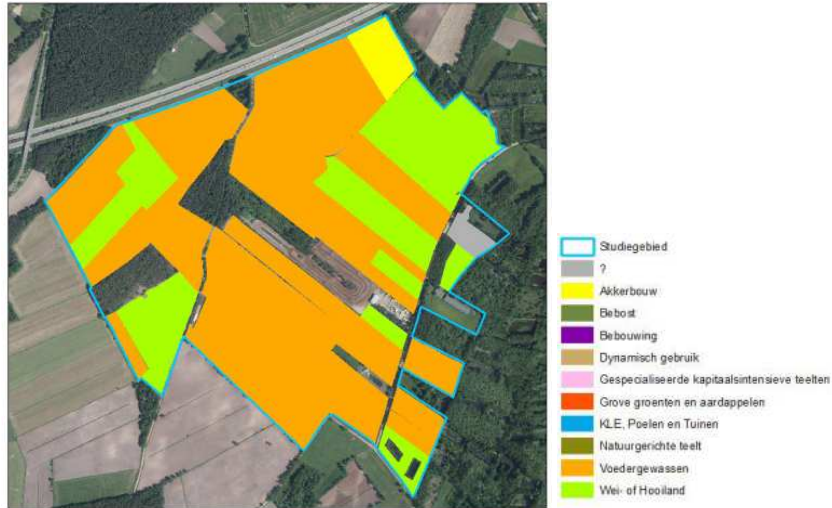 Studiegebied
?
Akkerbouw
Bebost
Bebouwing
Dynamisch gebruik
Gespecialiseerde kapitaalsintensieve teelten
Grove groenten en aardappelen
KLE, Poelen en Tuinen
Natuurgerichte teelt
Voedergewassen
Wei- of Hooiland